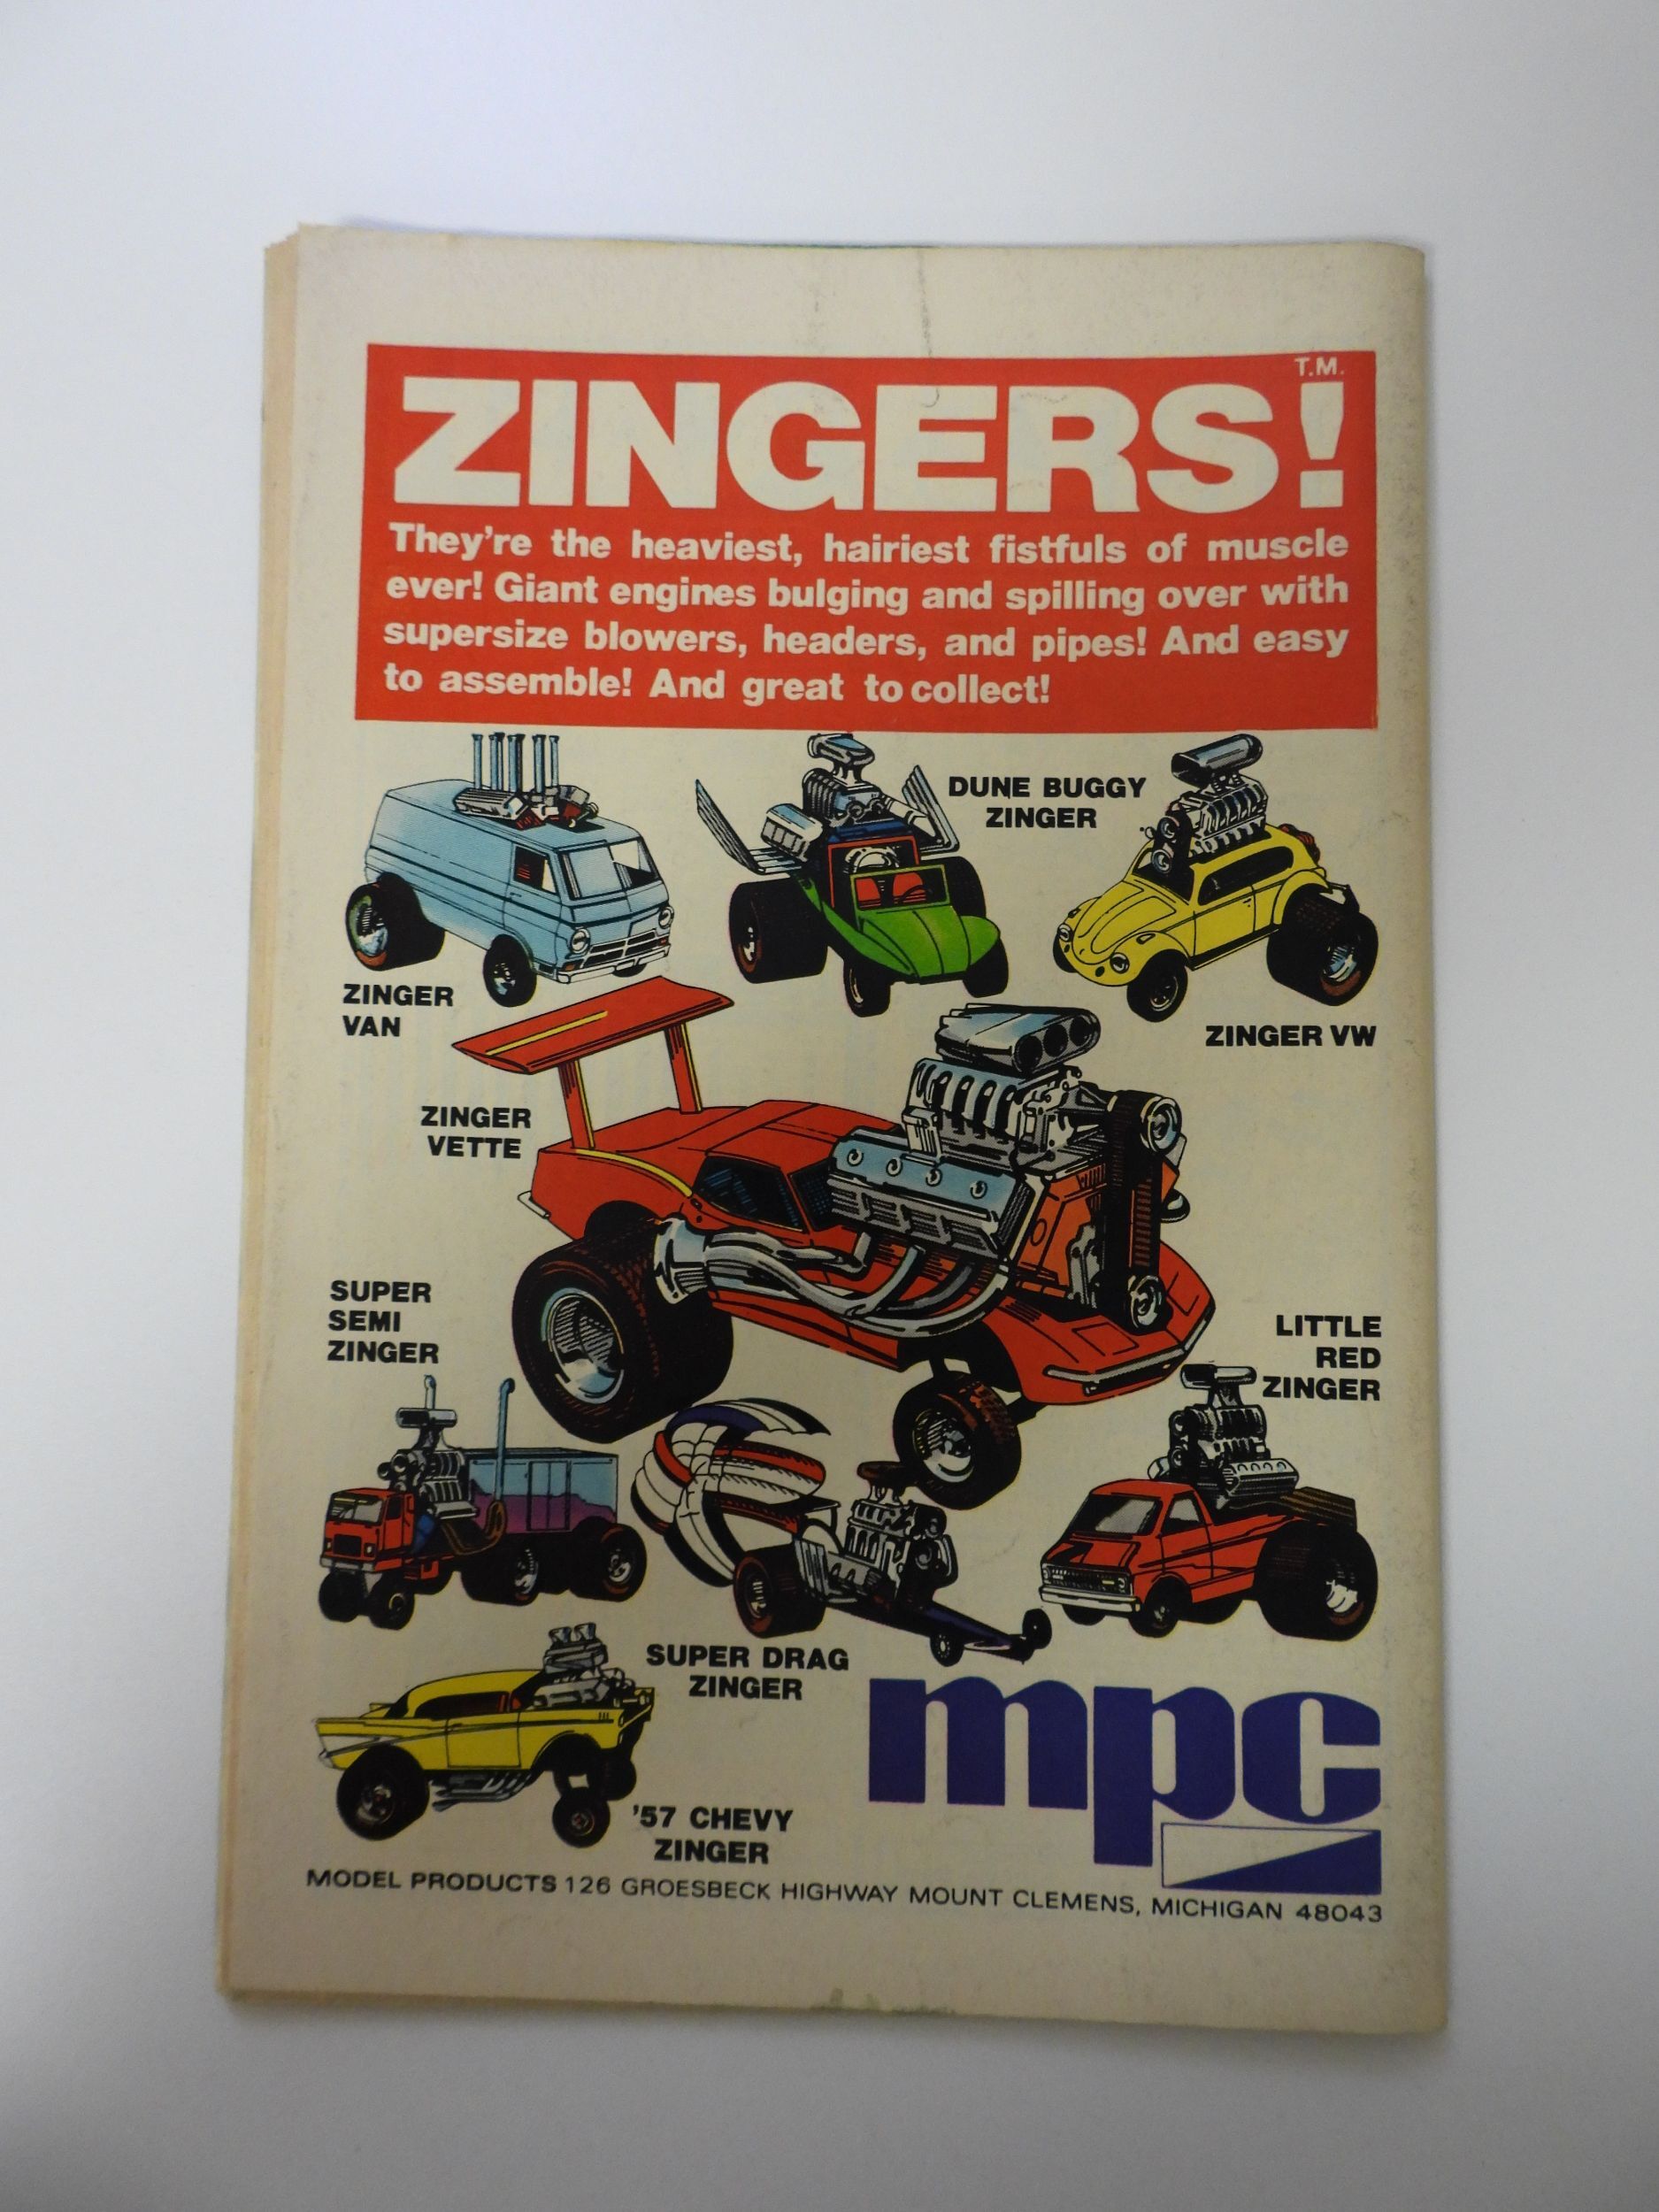 T.M.
ZINGERS!
They're the heaviest, hairiest fistfuls of muscle
ever! Giant engines bulging and spilling over with
supersize blowers, headers, and pipes! And easy
to assemble! And great to collect!
DUNE BUGGY
ZINGER
ZINGER
VAN
ZINGER VW
ZINGER
VETTE
SUPER
SEMI
ZINGER
LITTLE
RED
ZINGER
SUPER DRAG
ZINGER
mpc
'57 CHEVY
ZINGER
MODEL PRODUCTS 126 GROESBECK HIGHWAY MOUNT CLEMENS, MICHIGAN 48043